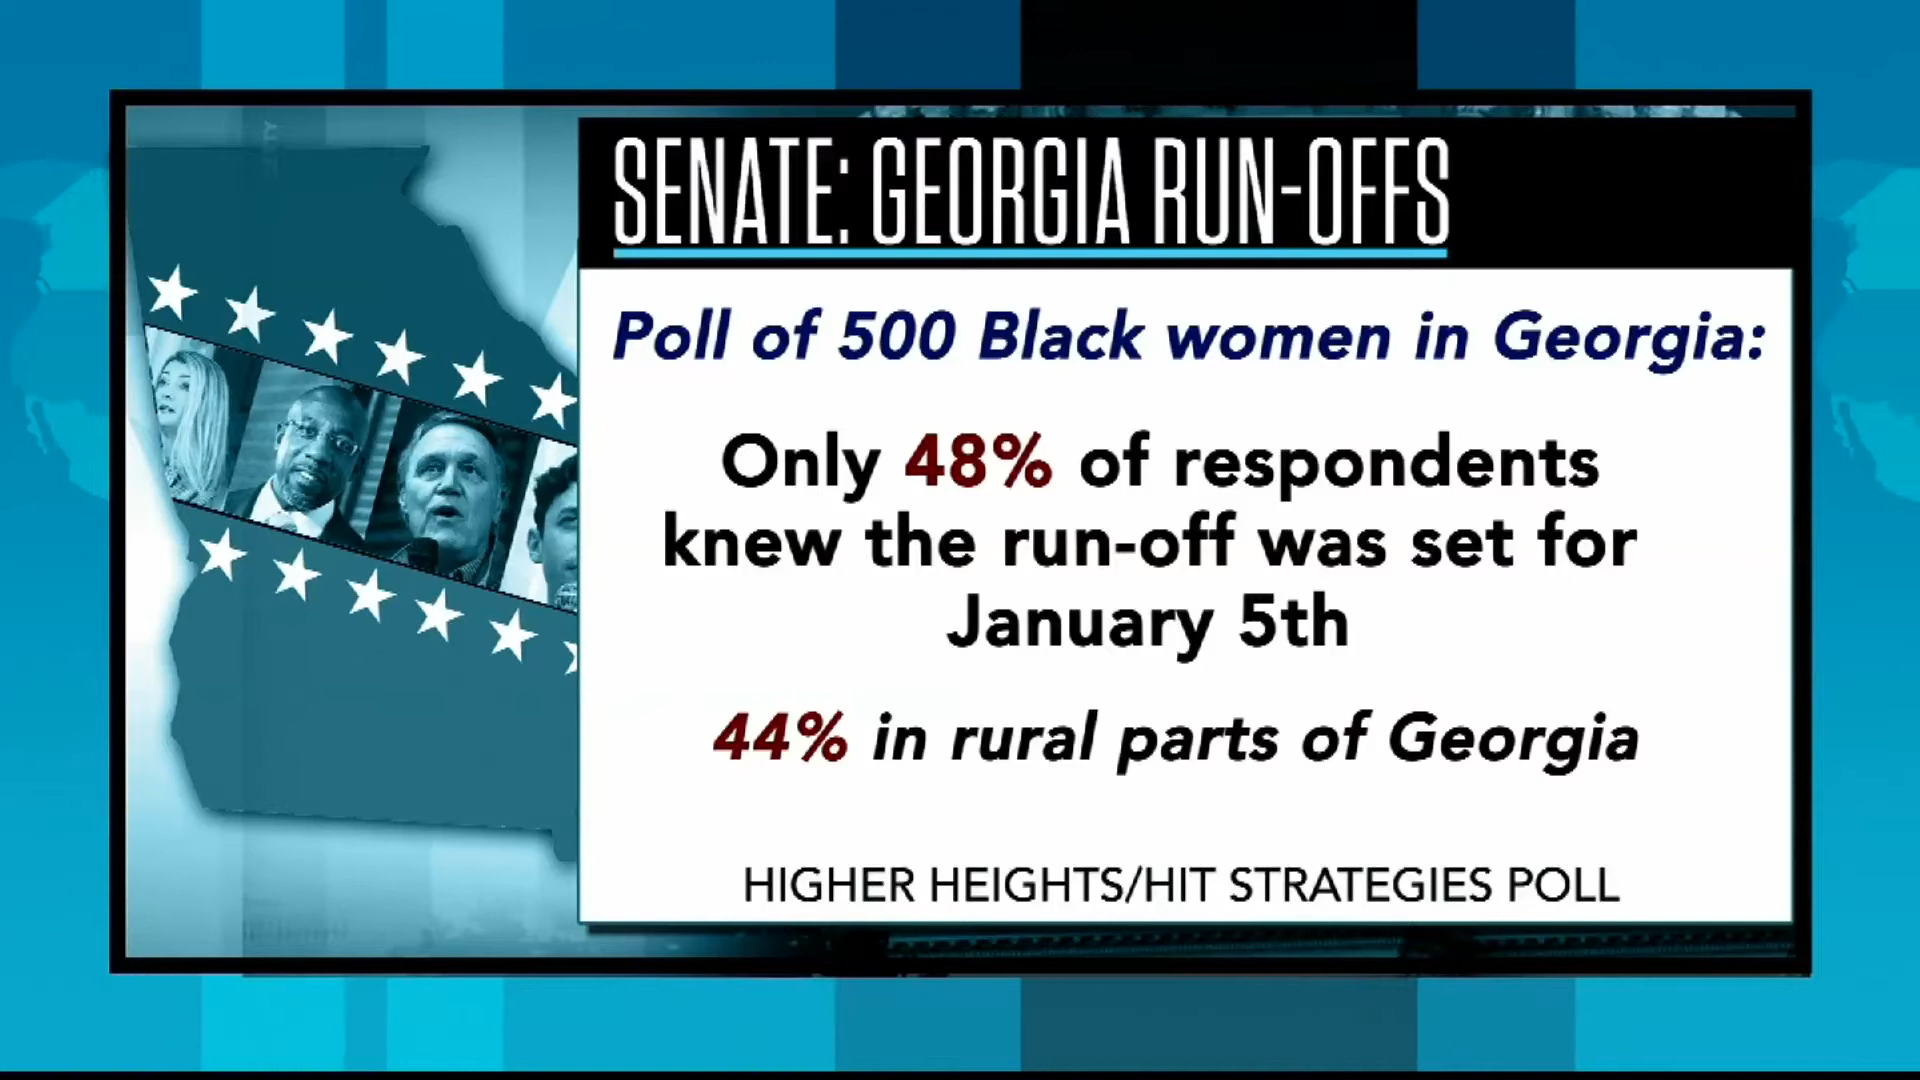 SENATE: GEORGIA RUN-OFFS
Poll of 500 Black women in Georgia:
Only 48% of respondents
knew the run-off was set for
January 5th
44% in rural parts of Georgia
HIGHER HEIGHTS/HIT STRATEGIES POLL